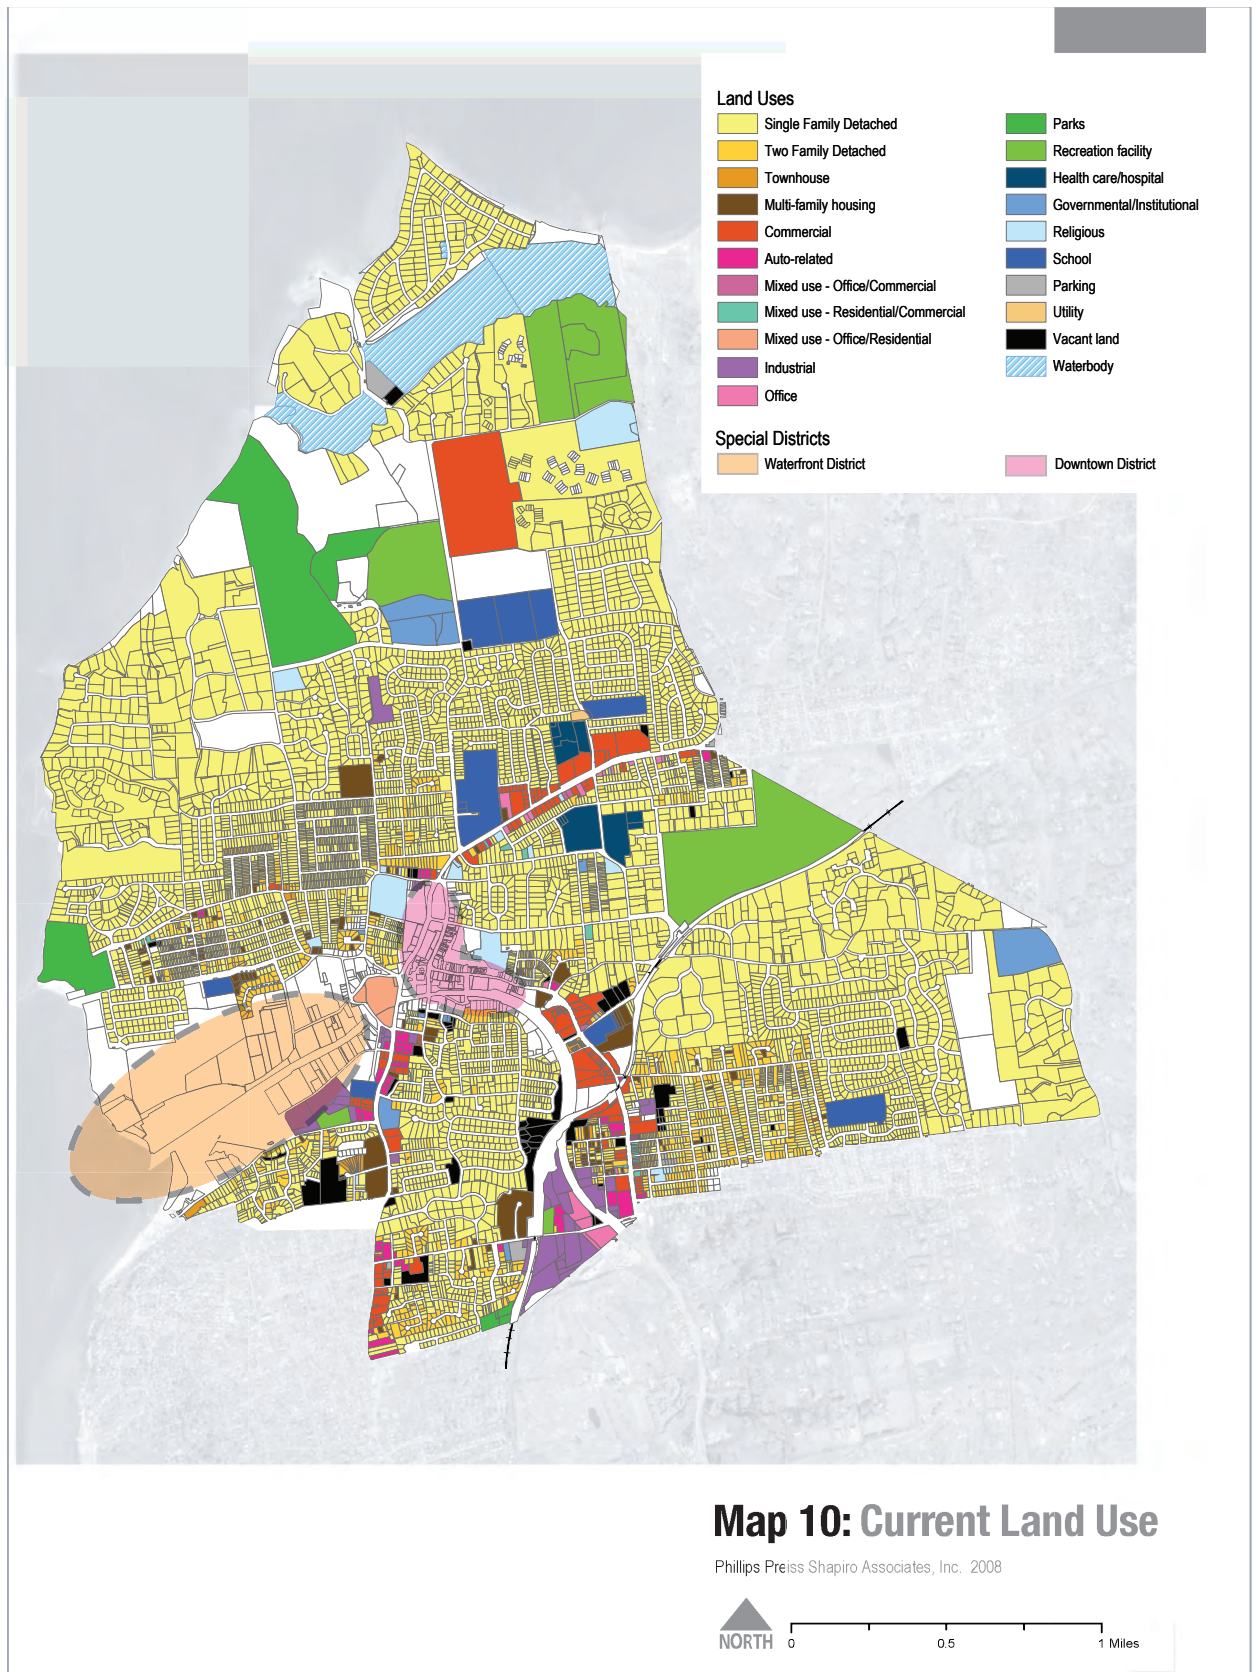 Land Uses
Single Family Detached
Two Family Detached
Townhouse
Multi-family housing
Commercial
Auto-related
Mixed use - Office/Commercial
Mixed use - Residential/Commercial
Mixed use - Office/Residential
Industrial
Office
Parks
Recreation facility
Health care/hospital
Governmental/Institutional
Religious
School
Parking
Utility
Vacant land
Waterbody
Special Districts
Waterfront District
Downtown District
Map 10: Current Land Use
Phillips Preiss Shapiro Associates, Inc. 2008
NORTH
0 0.5 1 Miles